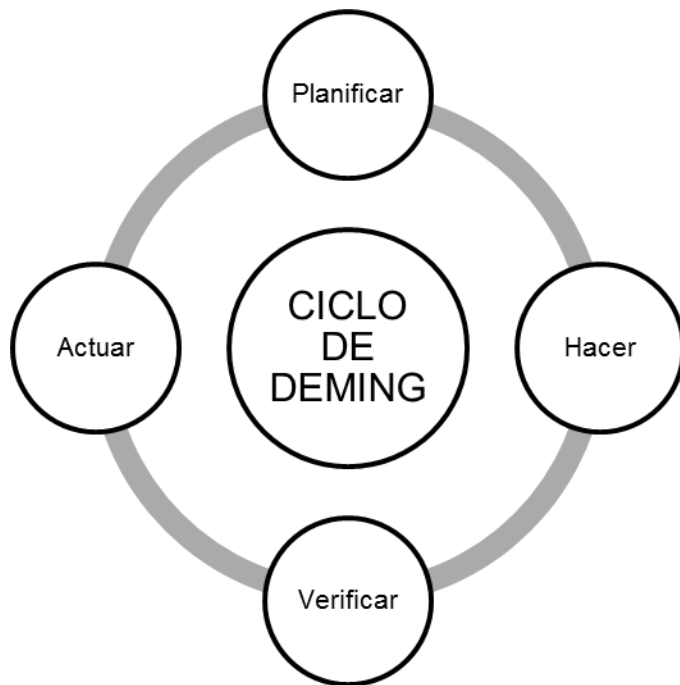 Planificar
CICLO
DE
DEMING
Actuar
Hacer
Verificar